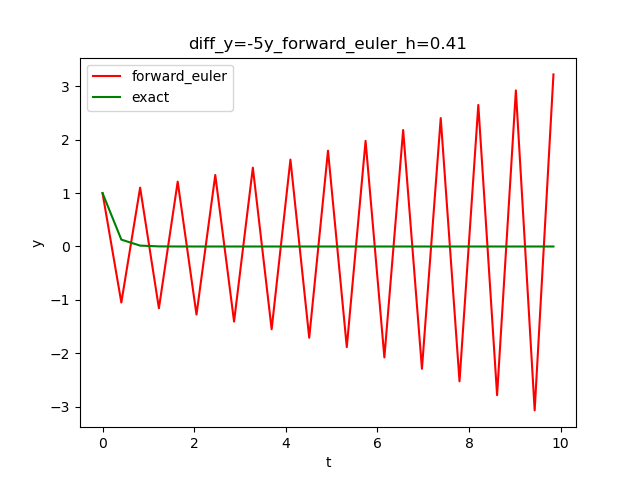 diff_y=-5y_forward_euler_h=0.41
forward_euler
exact
3
2
1
0
−1
−2
−3
y
0
2
4
6
8
10
t